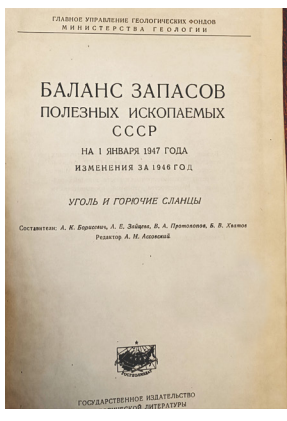 ГЛАВНОЕ УПРАВЛЕНИЕ ГЕОЛОГИЧЕСКИХ ФОНДОВ
МИНИСТЕРСТВА ГЕОЛОГИИ
БАЛАНС ЗАПАСОВ
ПОЛЕЗНЫХ ИСКОПАЕМЫХ
СССР
НА 1 ЯНВАРЯ 1947 ГОДА
ИЗМЕНЕНИЯ ЗА 1946 ГОД
УГОЛЬ И ГОРЮЧИЕ СЛАНЦЫ
Составители: А. К. Борисевич, А. Е. Зайцева, В. А. Протопопов, Б. В. Хватов
Редактор А. М. Ассовский
ГОСГЕОЛИЗДАТ
ГОСУДАРСТВЕННОЕ ИЗДАТЕЛЬСТВО
ЛИТЕРАТУРЫ